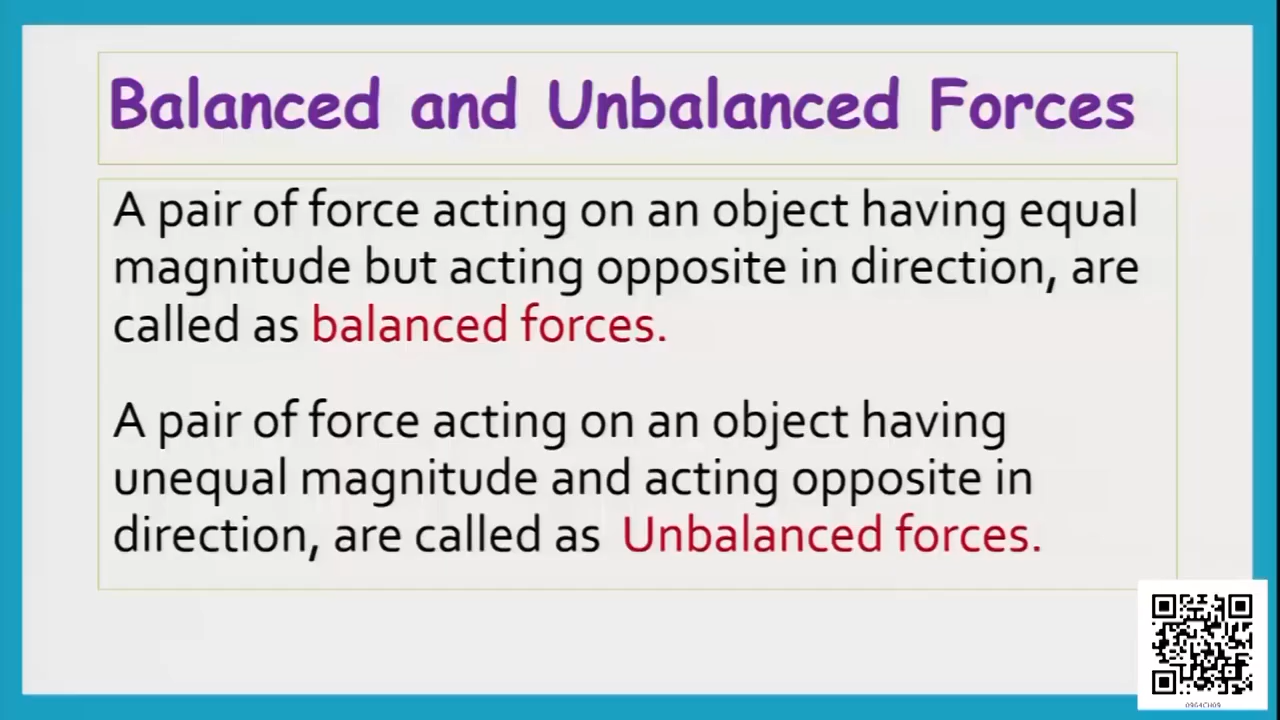 Balanced and Unbalanced Forces
A pair of force acting on an object having equal
magnitude but acting opposite in direction, are
called as balanced forces.
A pair of force acting on an object having
unequal magnitude and acting opposite in
direction, are called as Unbalanced forces.
0964CH09